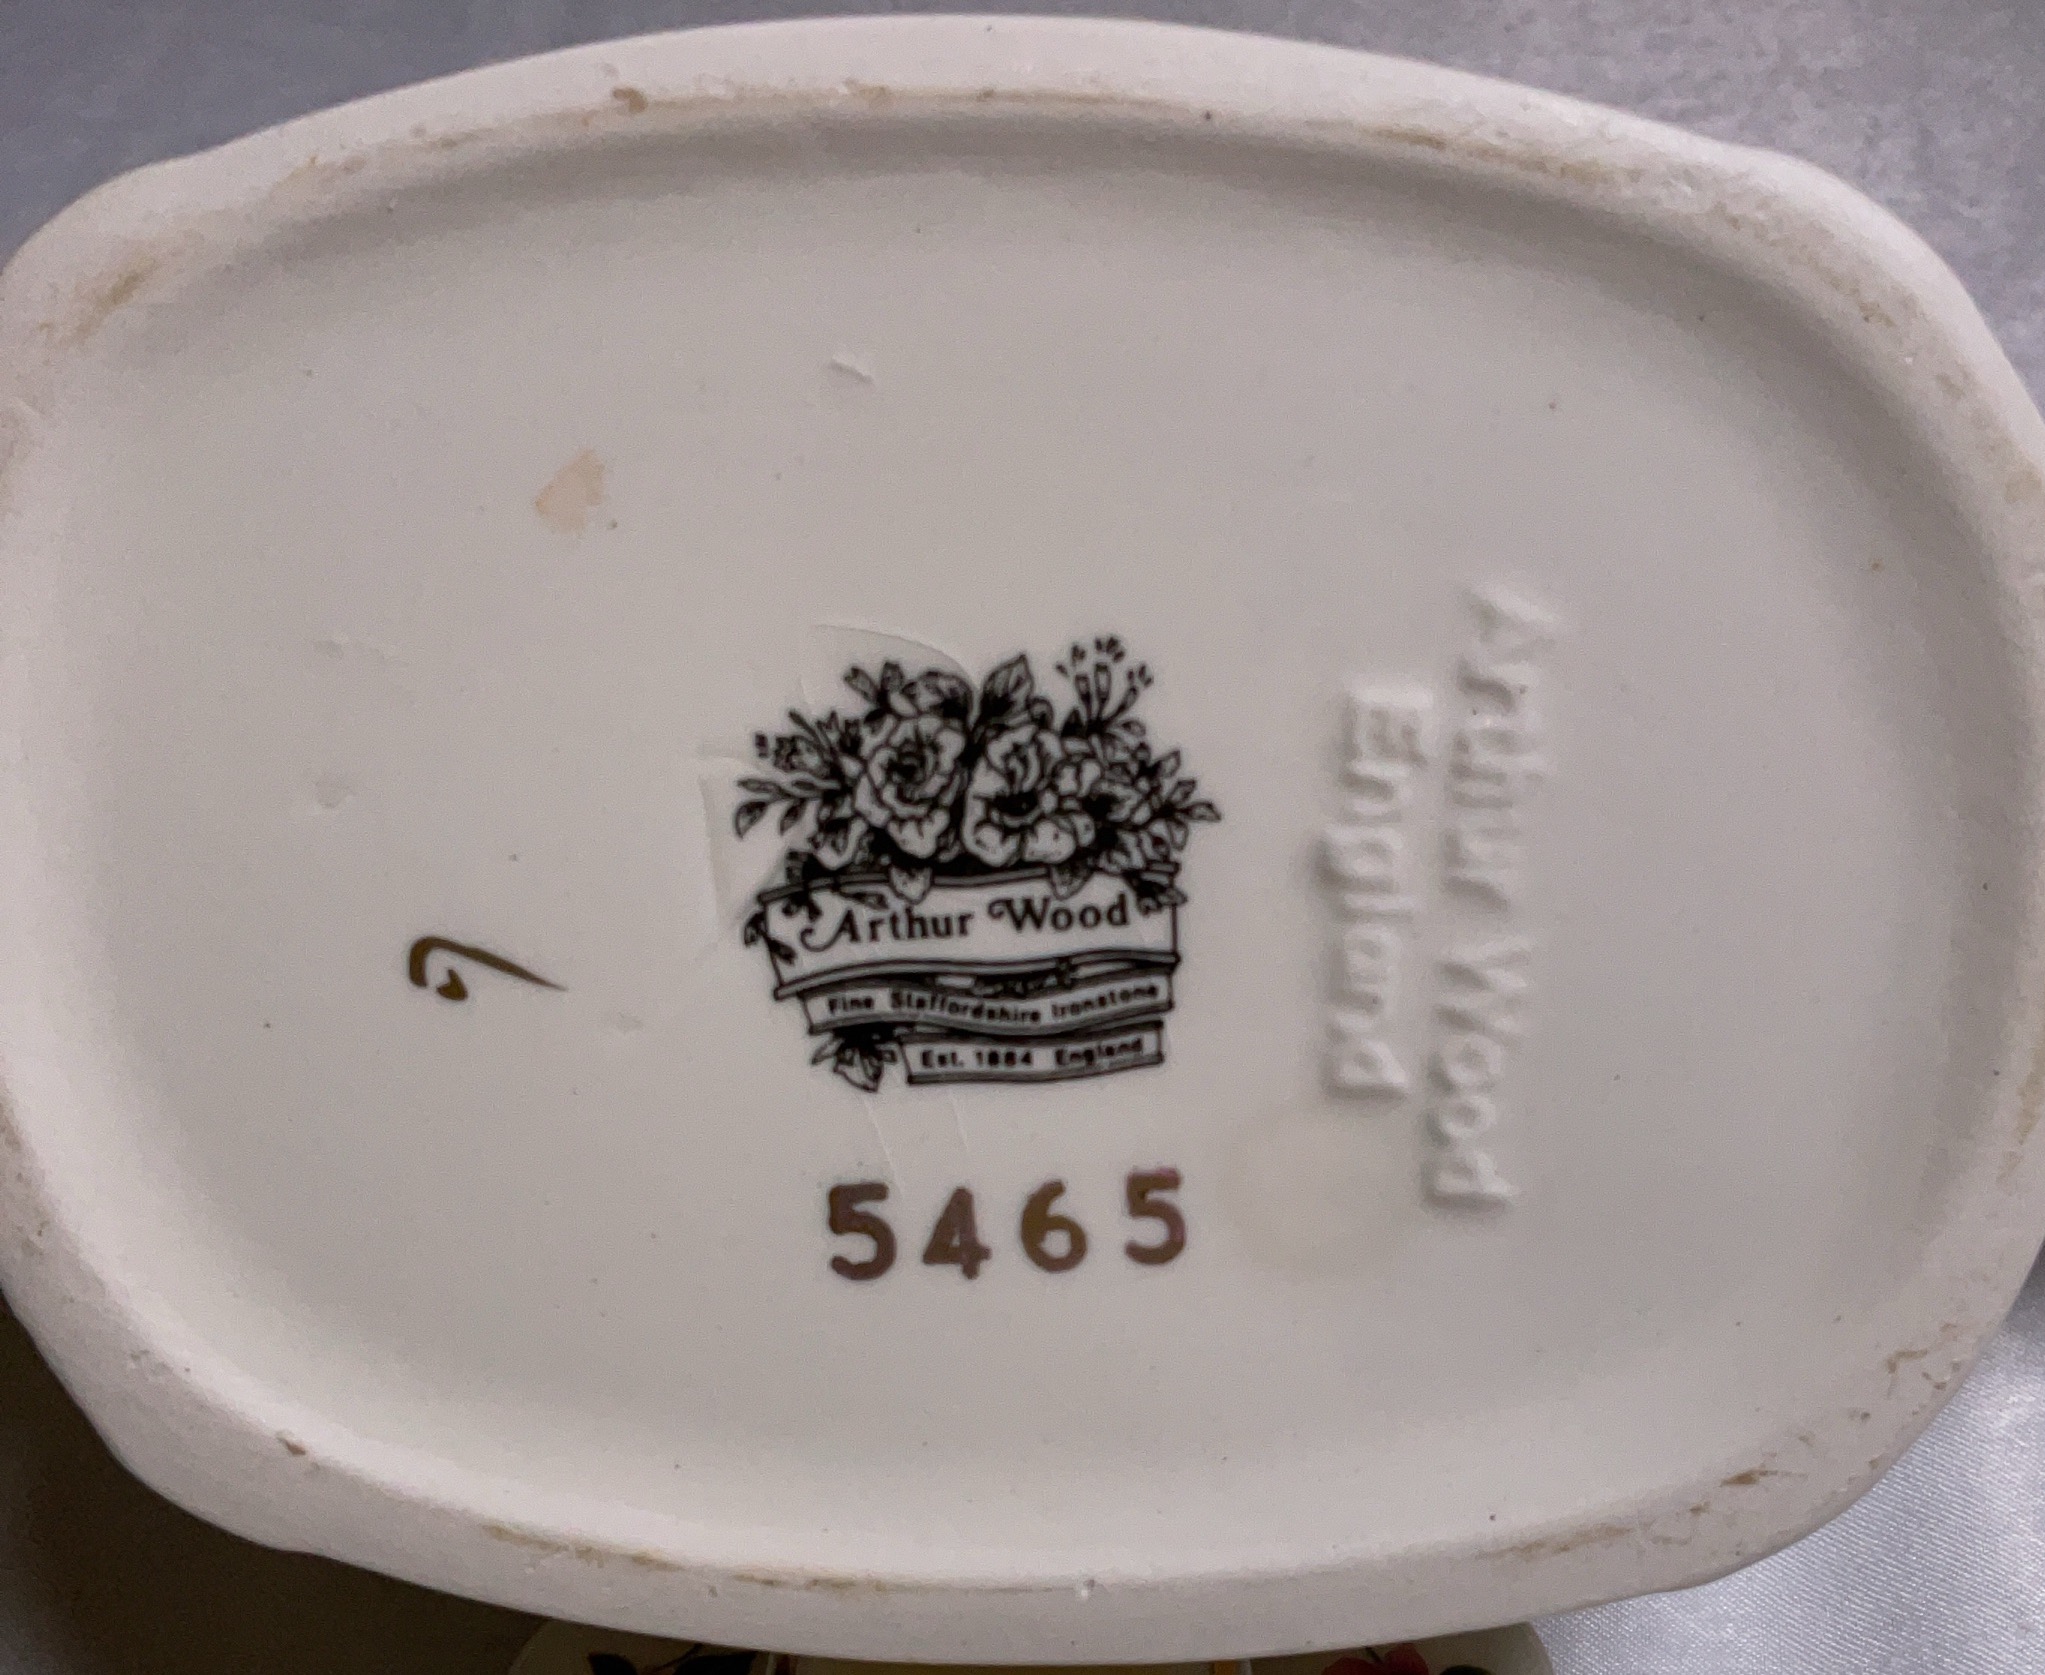 Arthur Wood
Fine Staffordshire Ironstone
Est. 1884 England
5465
Arthur Wood
England